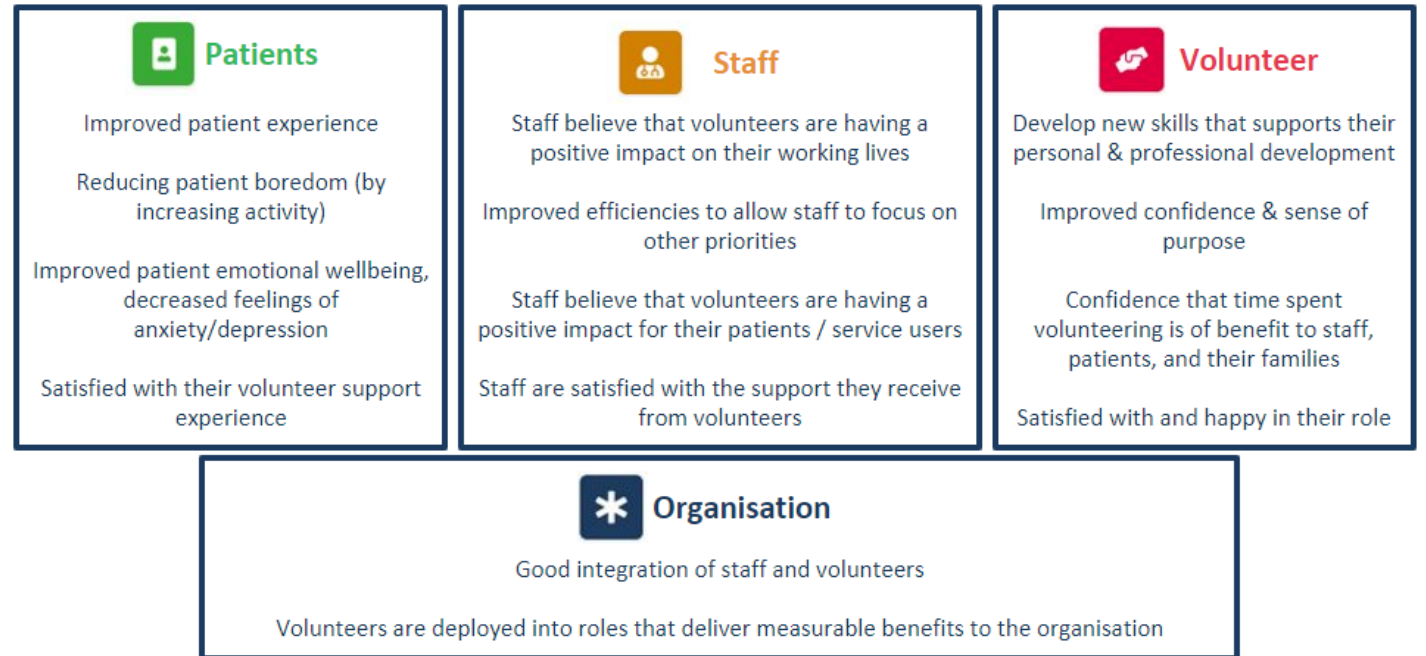 Patients
Improved patient experience
Reducing patient boredom (by
increasing activity)
Improved patient emotional wellbeing,
decreased feelings of
anxiety/depression
Satisfied with their volunteer support
experience
Staff
Staff believe that volunteers are having a
positive impact on their working lives
Improved efficiencies to allow staff to focus on
other priorities
Staff believe that volunteers are having a
positive impact for their patients / service users
Staff are satisfied with the support they receive
from volunteers
Volunteer
Develop new skills that supports their
personal & professional development
Improved confidence & sense of
purpose
Confidence that time spent
volunteering is of benefit to staff,
patients, and their families
Satisfied with and happy in their role
Organisation
Good integration of staff and volunteers
Volunteers are deployed into roles that deliver measurable benefits to the organisation